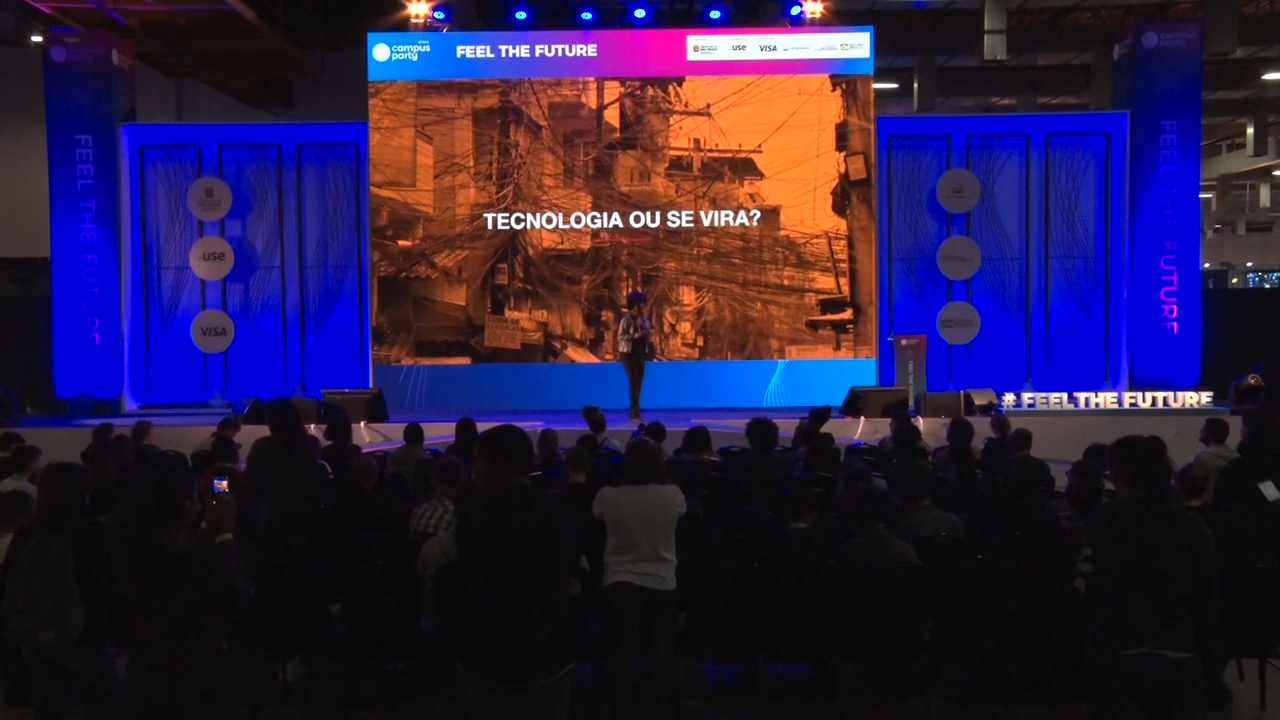 BRASIL
campus
party
FEEL THE FUTURE
.use
VISA
TECNOLOGIA OU SE VIRA?
FEEL THE FUTURE
.use
VISA
FEEL THE FUTURE
#FEEL THE FUTURE